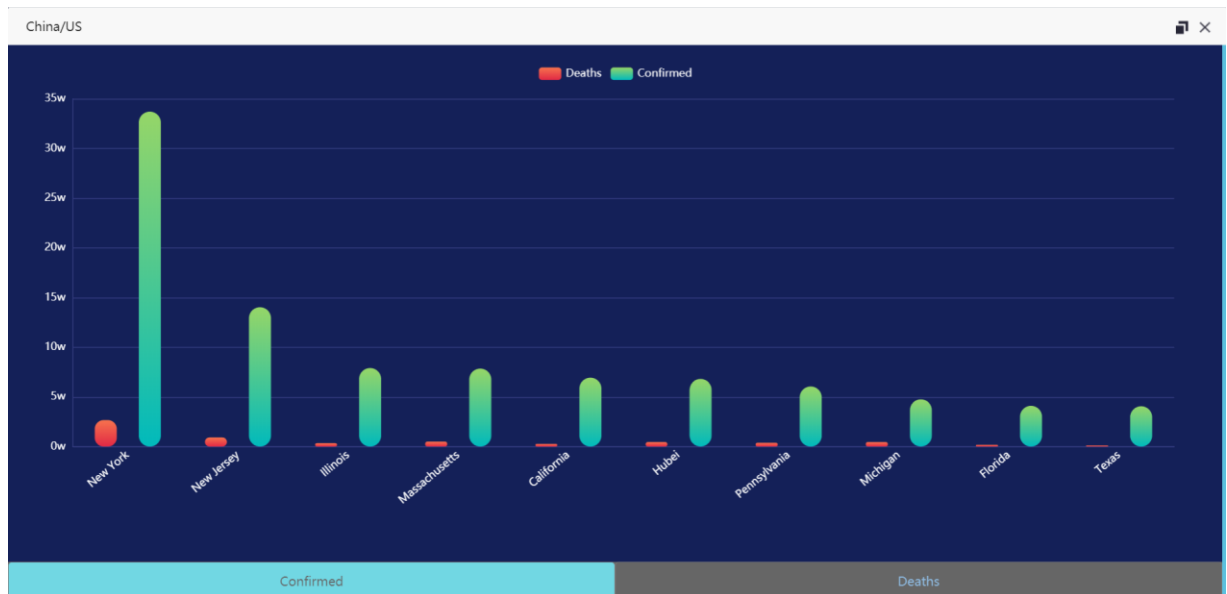 China/US
Deaths Confirmed
35w
30w
25w
20w
15w
10w
5w
0w
New York
New Jersey
Illinois
Massachusetts
California
Hubei
Pennsylvania
Michigan
Florida
Texas
Confirmed
Deaths